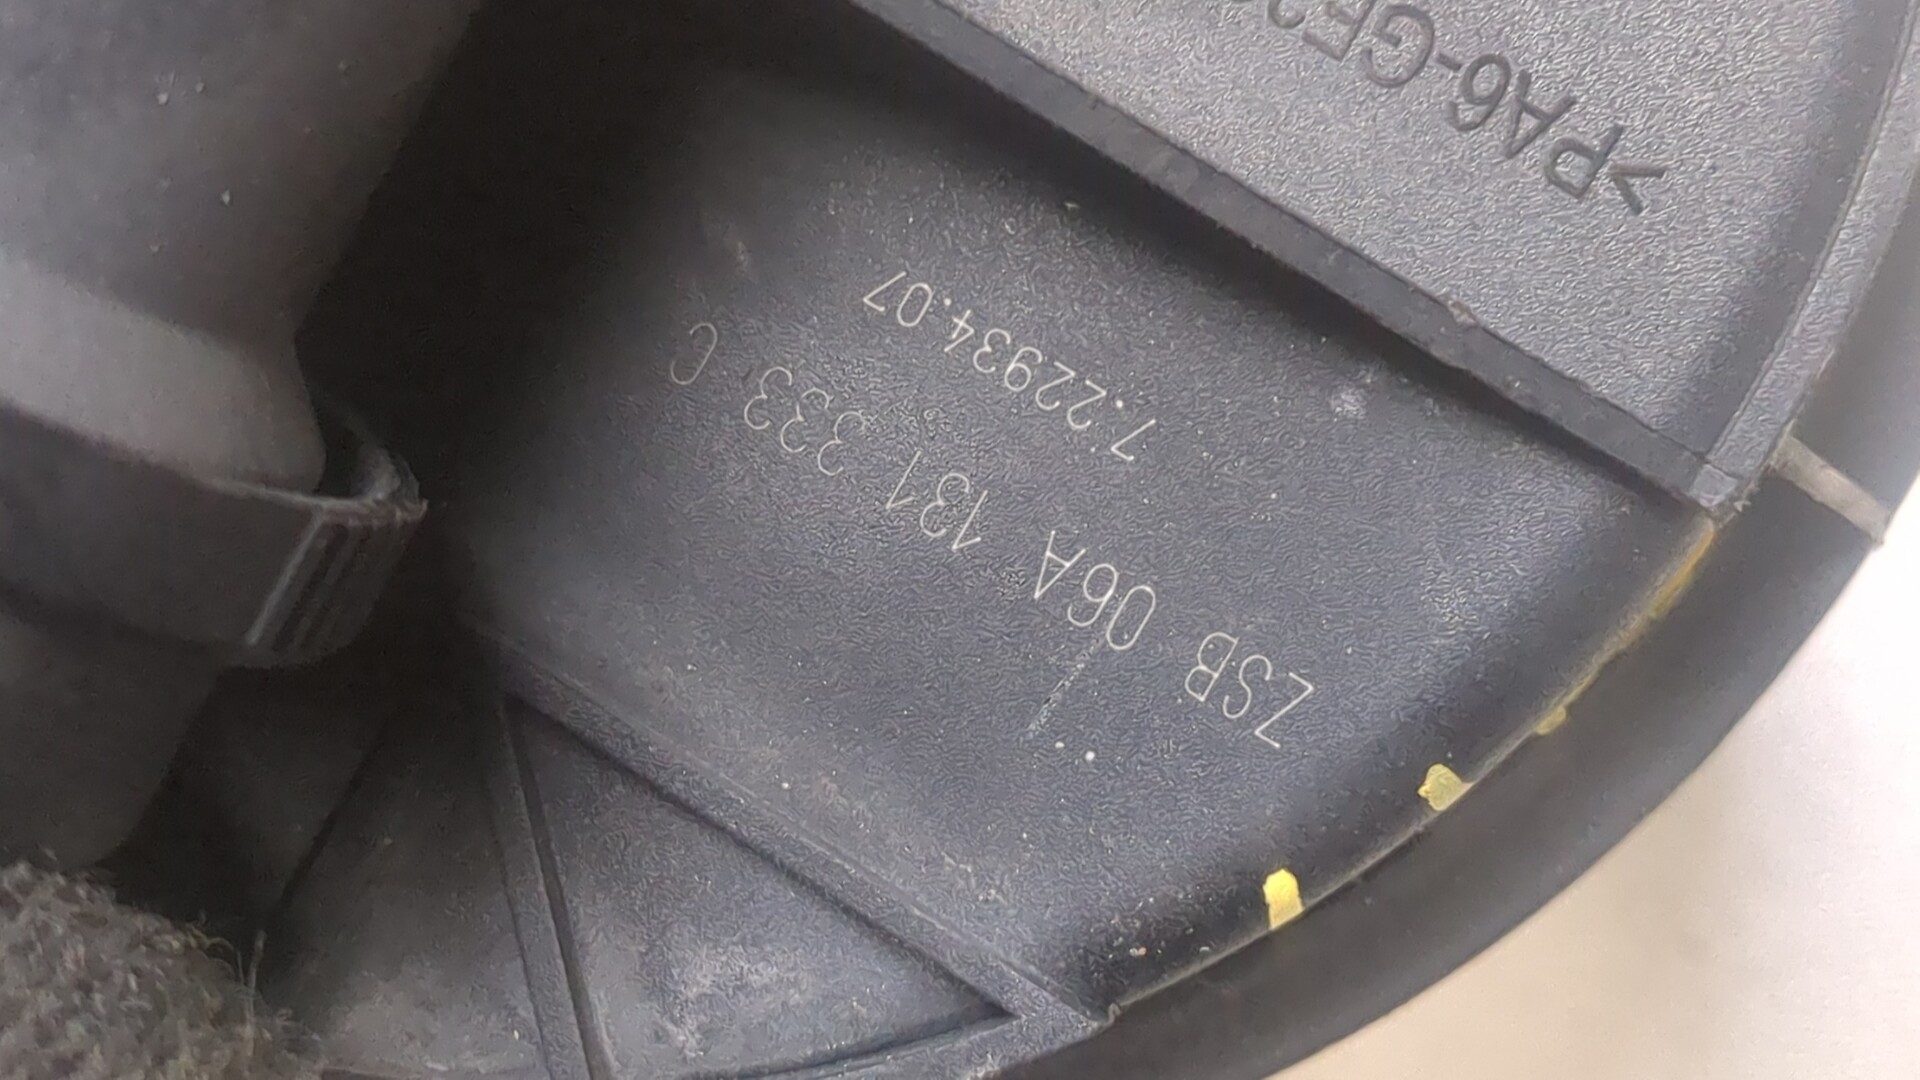 ZSB 06A 131 333 C
7.22934.07
>PA6-GF